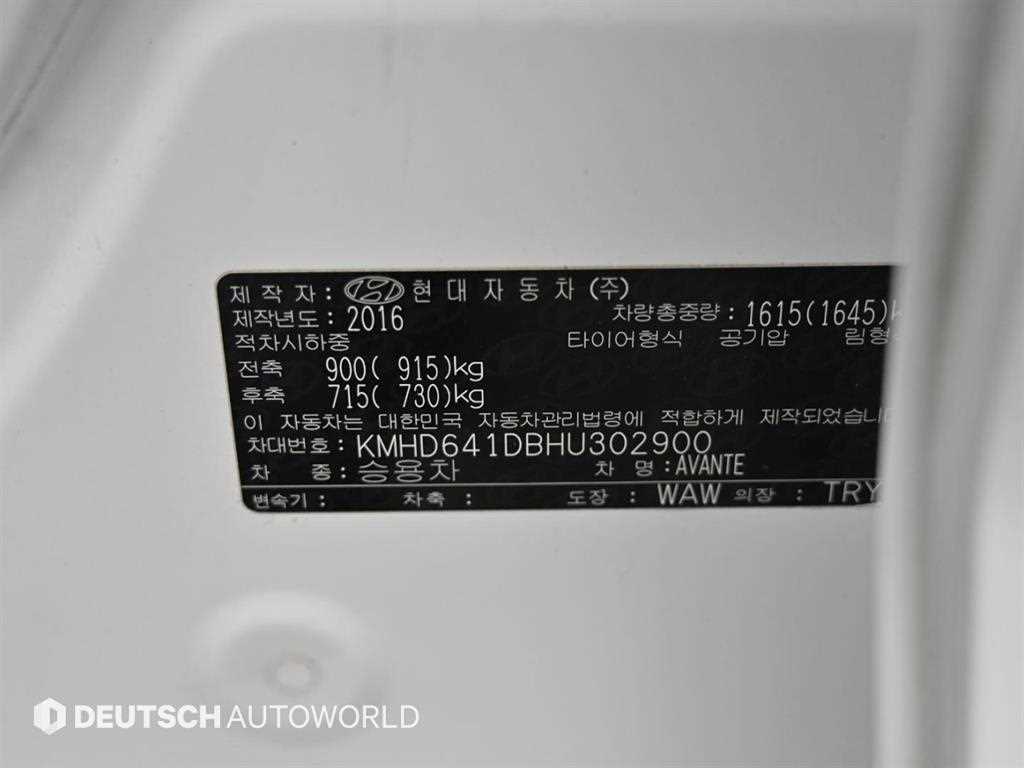 제 작 자 : 현대자동차 (주)
제작년도 : 2016 차량총중량 : 1615(1645)k
적차시하중 타이어형식 공기압 림형식
전축 900( 915)kg
후축 715( 730)kg
이 자동차는 대한민국 자동차관리법령에 적합하게 제작되었습니다
차대번호 : KMHD641DBHU302900
차 종 : 승용차 차 명 : AVANTE
변속기 : 차축 : 도장 : WAW 의장 : TRY
DEUTSCH AUTOWORLD